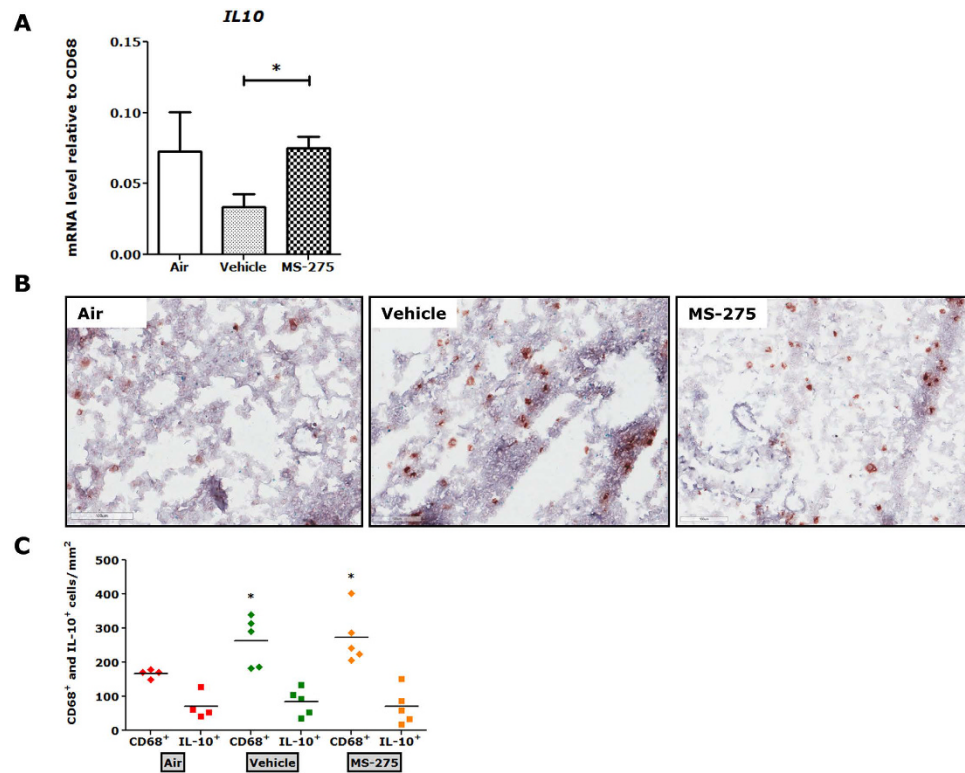 A
IL10
mRNA level relative to CD68
0.15
0.10
0.05
0.00
*
Air Vehicle MS-275
B
Air Vehicle MS-275
C
CD68⁺ and IL-10⁺ cells/mm²
500
400
300
200
100
0
* *
CD68⁺ IL-10⁺ CD68⁺ IL-10⁺ CD68⁺ IL-10⁺
Air Vehicle MS-275